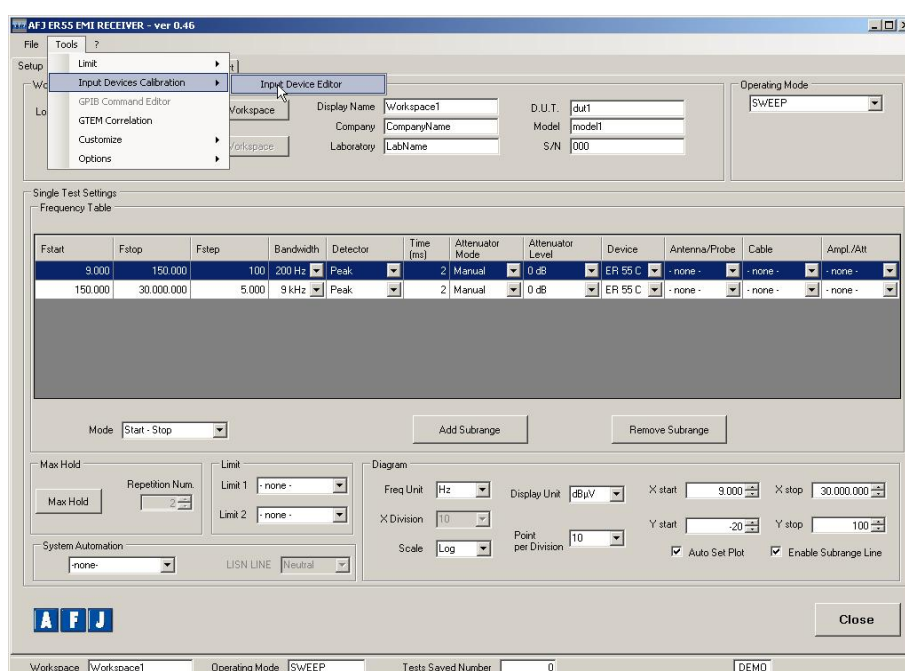 AFJ ER55 EMI RECEIVER - ver 0.46
File Tools ?
Setup
Limit
Input Devices Calibration
Input Device Editor
GPIB Command Editor
GTEM Correlation
Customize
Options
Workspace
Workspace
Display Name Workspace1
Company CompanyName
Laboratory LabName
D.U.T. dut1
Model model1
S/N 000
Operating Mode
SWEEP
Single Test Settings
Frequency Table
Fstart Fstop Fstep Bandwidth Detector Time (ms) Attenuator Mode Attenuator Level Device Antenna/Probe Cable Ampl./Att
9.000 150.000 100 200 Hz Peak 2 Manual 0 dB ER 55 C - none - - none - - none -
150.000 30.000.000 5.000 9 kHz Peak 2 Manual 0 dB ER 55 C - none - - none - - none -
Mode Start - Stop
Add Subrange
Remove Subrange
Max Hold
Max Hold
Repetition Num.
2
Limit
Limit 1 - none -
Limit 2 - none -
System Automation
-none-
LISN LINE Neutral
Diagram
Freq Unit Hz
X Division 10
Scale Log
Display Unit dBµV
Point per Division 10
X start 9.000 X stop 30.000.000
Y start -20 Y stop 100
Auto Set Plot Enable Subrange Line
AFJ
Close
Workspace Workspace1 Operating Mode SWEEP Tests Saved Number 0 DEMO